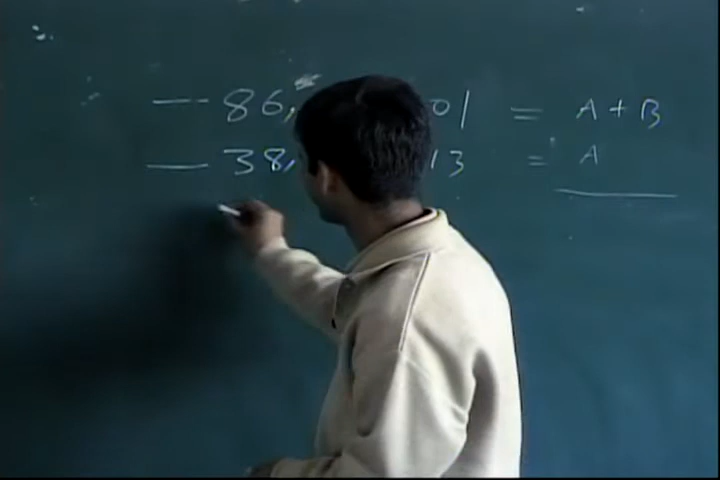 — 86, 01 = A + B
— 38, 13 = A